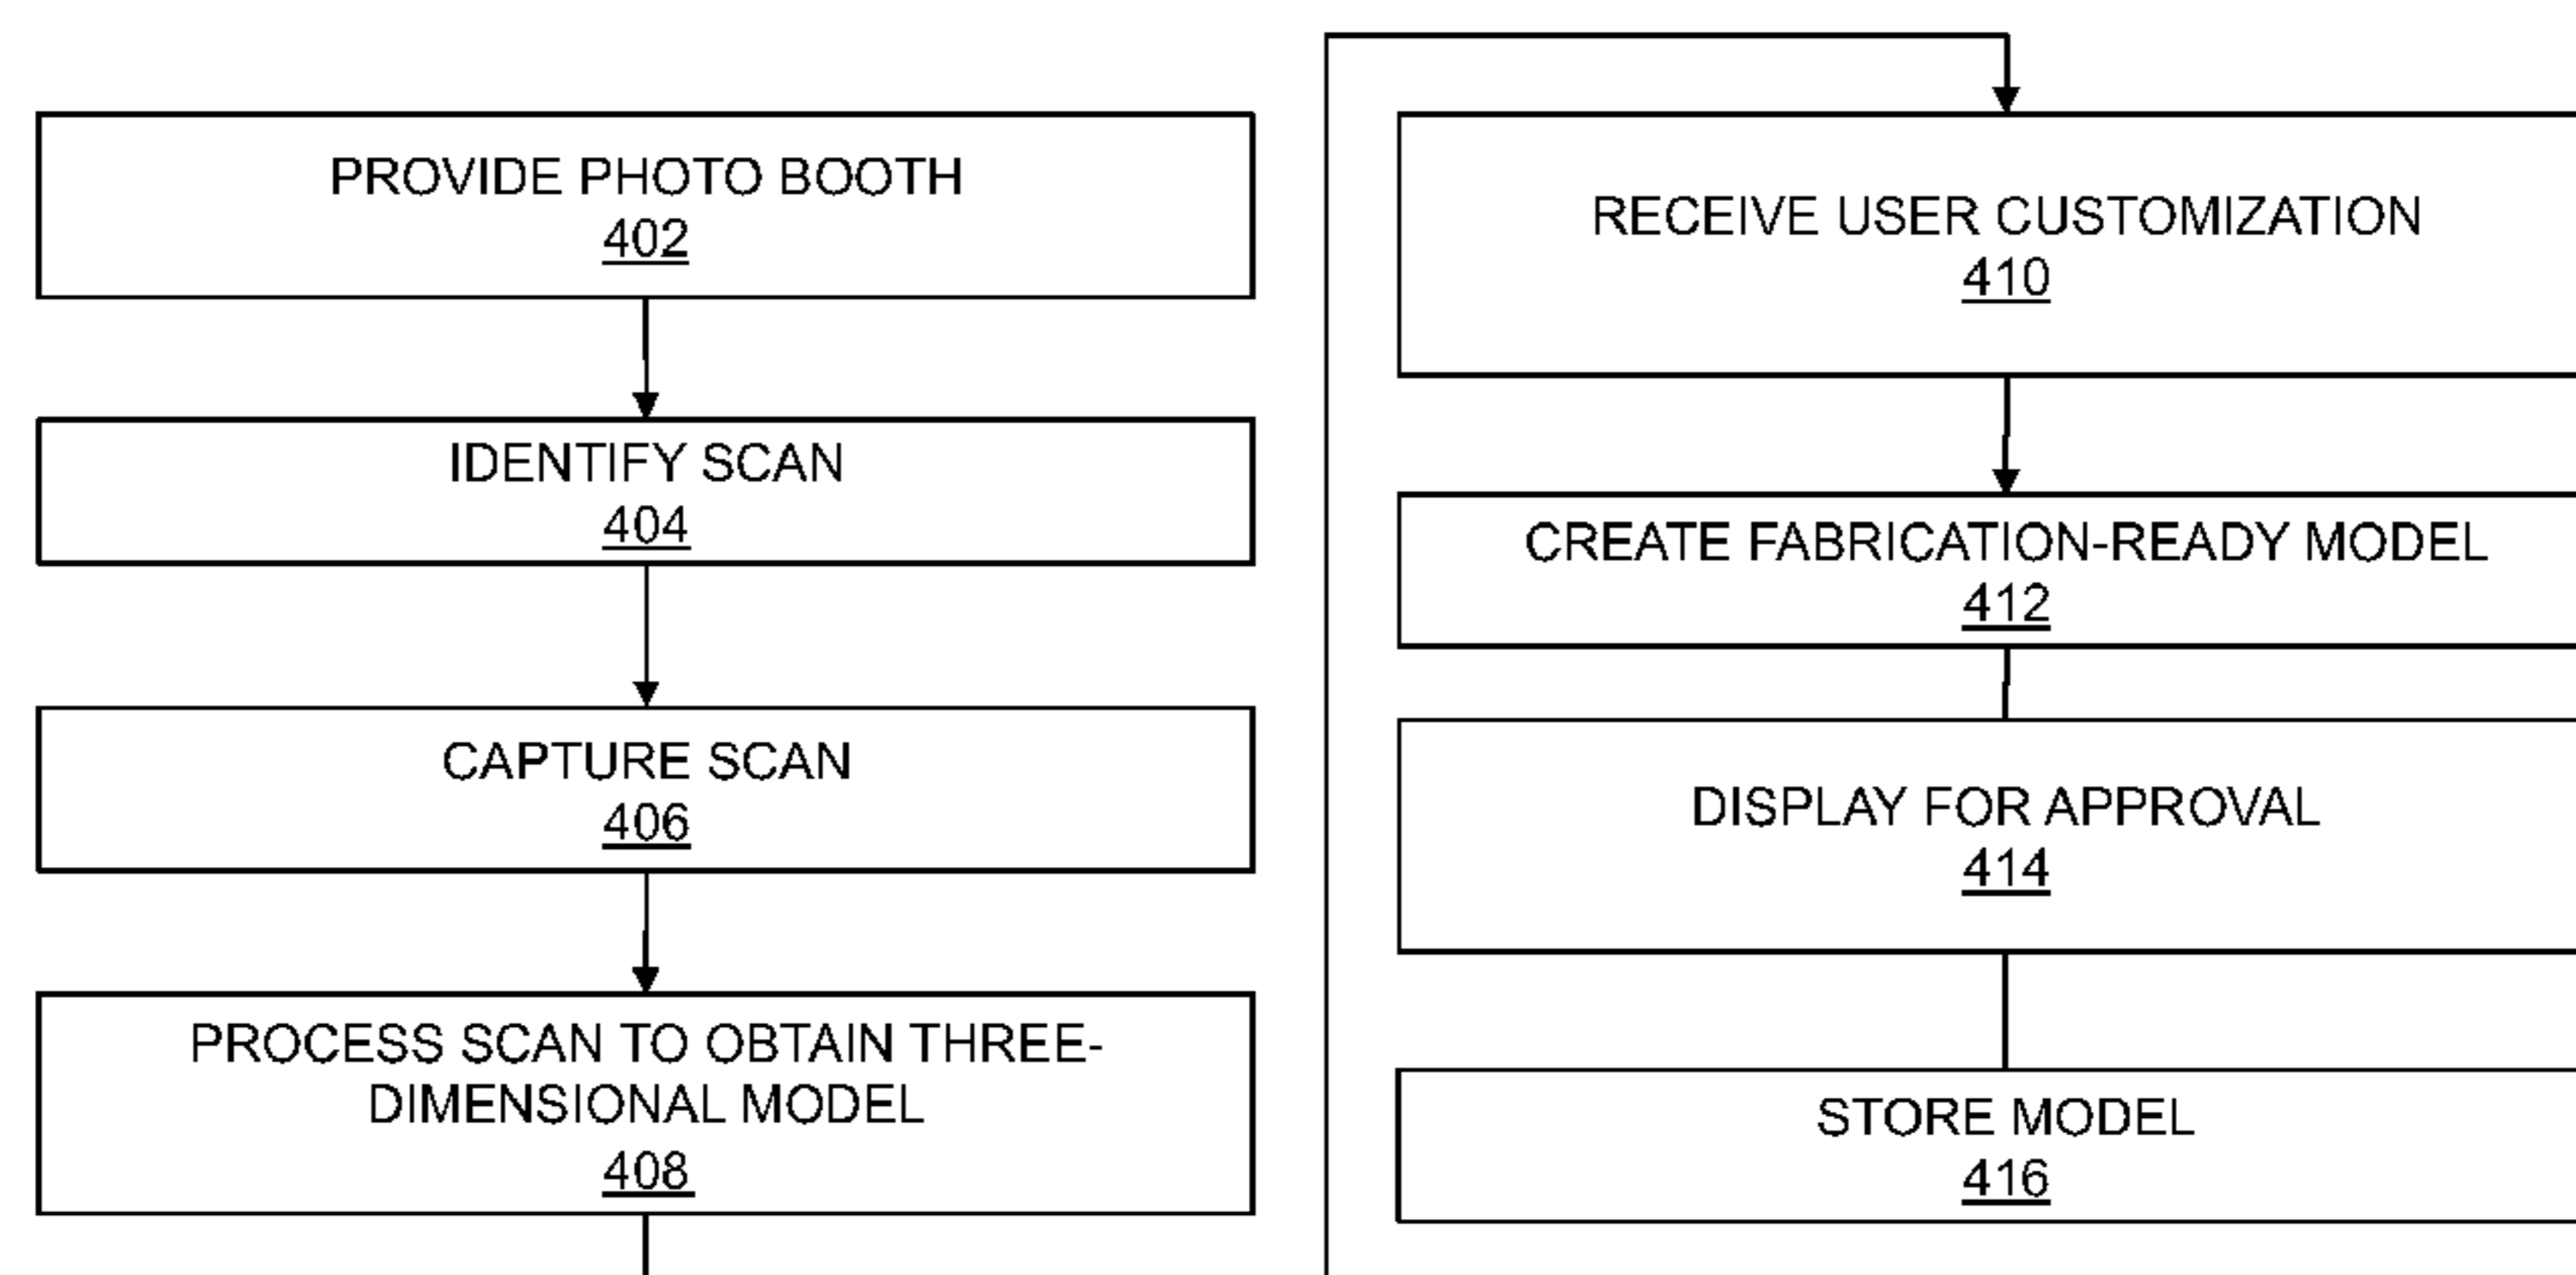 PROVIDE PHOTO BOOTH
402
IDENTIFY SCAN
404
CAPTURE SCAN
406
PROCESS SCAN TO OBTAIN THREE-
DIMENSIONAL MODEL
408
RECEIVE USER CUSTOMIZATION
410
CREATE FABRICATION-READY MODEL
412
DISPLAY FOR APPROVAL
414
STORE MODEL
416